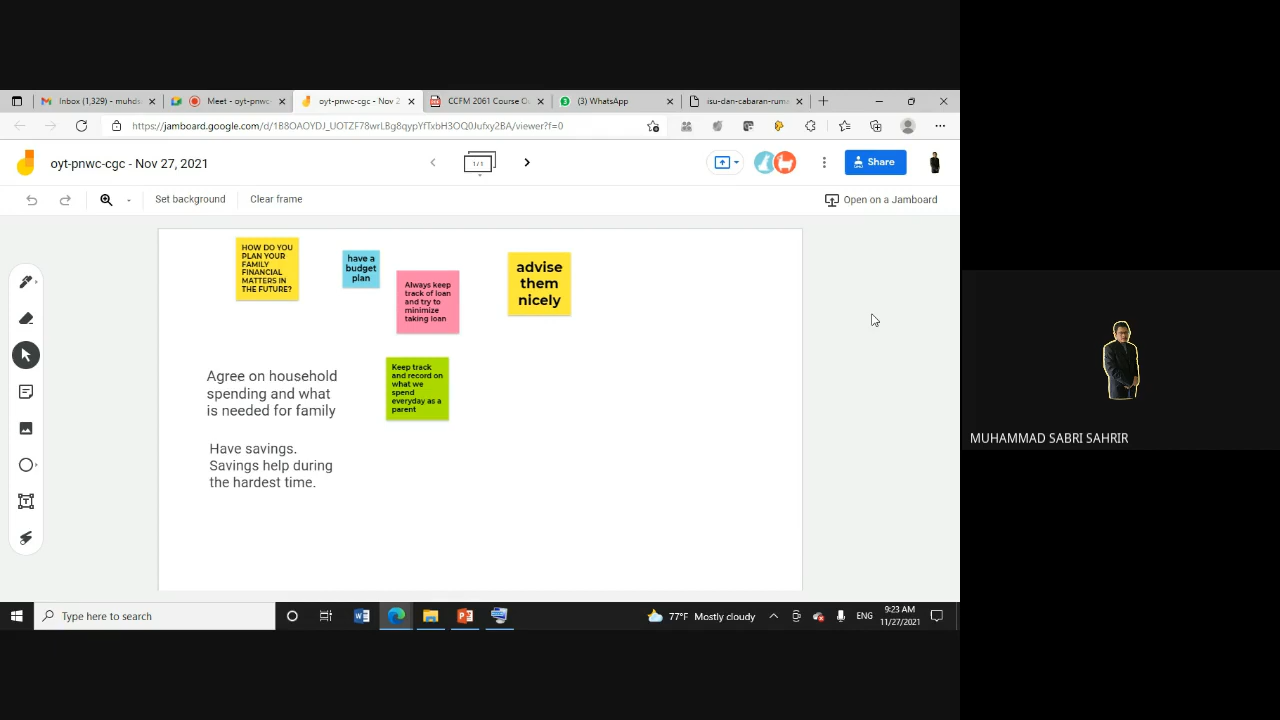 Inbox (1,329) - muhds
Meet - oyt-pnwc-
oyt-pnwc-cgc - Nov 2
CCFM 2061 Course O
(3) WhatsApp
isu-dan-cabaran-ruma
https://jamboard.google.com/d/1B8OAOYDJ_UOTZF78wrLBg8qypYfTxbH3OQ0Jufxy2BA/viewer?f=0
oyt-pnwc-cgc - Nov 27, 2021
1/1
Share
Set background
Clear frame
Open on a Jamboard
HOW DO YOU
PLAN YOUR
FAMILY
FINANCIAL
MATTERS IN
THE FUTURE?
have a
budget
plan
Always keep
track of loan
and try to
minimize
taking loan
advise
them
nicely
Agree on household
spending and what
is needed for family
Keep track
and record on
what we
spend
everyday as a
parent
Have savings.
Savings help during
the hardest time.
MUHAMMAD SABRI SAHRIR
Type here to search
77°F Mostly cloudy
ENG
9:23 AM
11/27/2021